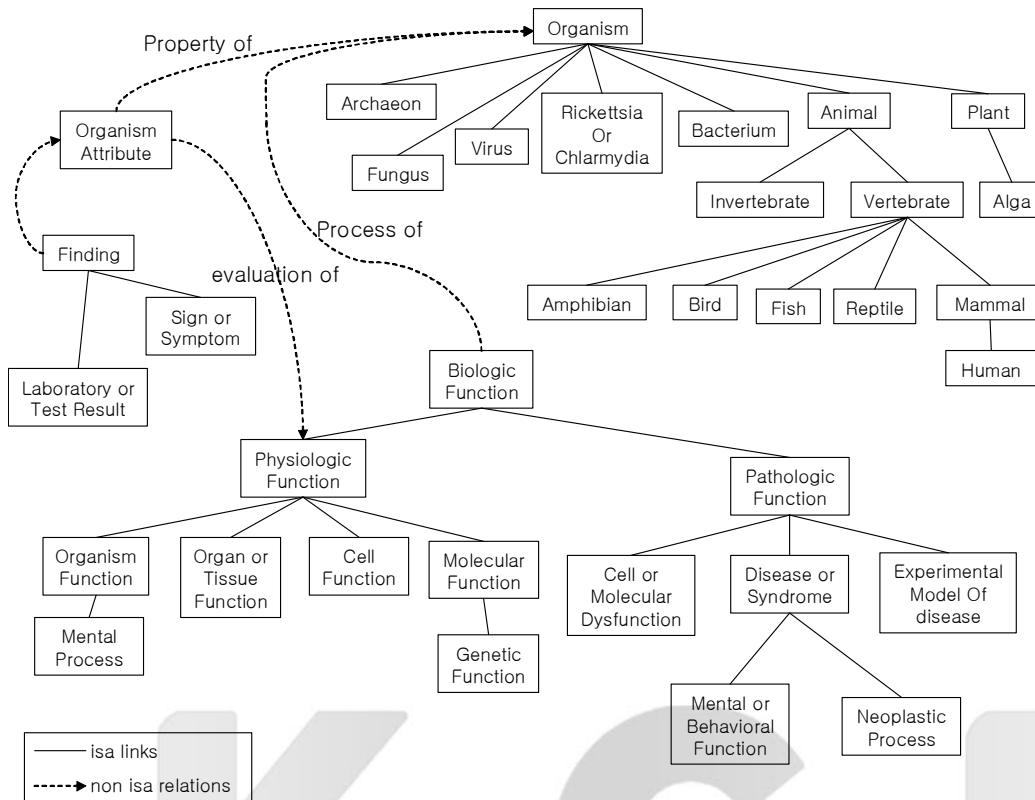 Property of
Organism
Archaeon
Fungus
Virus
Rickettsia
Or
Chlarmydia
Bacterium
Animal
Plant
Organism
Attribute
Invertebrate
Vertebrate
Alga
Process of
Finding
evaluation of
Sign or
Symptom
Laboratory or
Test Result
Amphibian
Bird
Fish
Reptile
Mammal
Human
Biologic
Function
Physiologic
Function
Pathologic
Function
Organism
Function
Organ or
Tissue
Function
Cell
Function
Molecular
Function
Mental
Process
Genetic
Function
Cell or
Molecular
Dysfunction
Disease or
Syndrome
Experimental
Model Of
disease
Mental or
Behavioral
Function
Neoplastic
Process
isa links
non isa relations